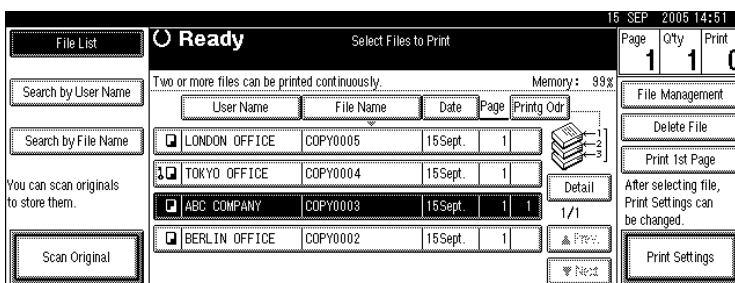 15 SEP 2005 14:51
File List
Ready Select Files to Print
Page Q'ty Print
1 1
Two or more files can be printed continuously. Memory: 99%
Search by User Name
User Name File Name Date Page Printg Odr
File Management
Search by File Name
LONDON OFFICE COPY0005 15Sept. 1
1
2
3
Delete File
1 TOKYO OFFICE COPY0004 15Sept. 1
Print 1st Page
You can scan originals
to store them.
Detail
After selecting file,
Print Settings can
be changed.
ABC COMPANY COPY0003 15Sept. 1 1
1/1
BERLIN OFFICE COPY0002 15Sept. 1
▲ Prev.
Scan Original
Print Settings
▼ Next